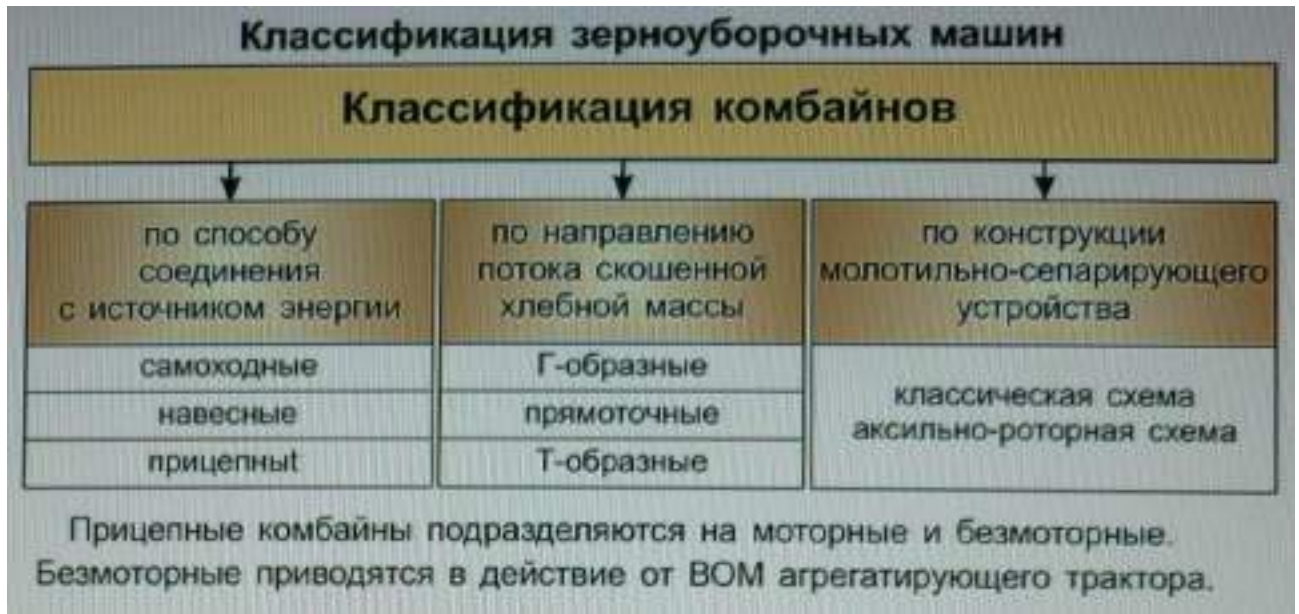 Классификация зерноуборочных машин
Классификация комбайнов
по способу
соединения
с источником энергии
по направлению
потока скошенной
хлебной массы
по конструкции
молотильно-сепарирующего
устройства
самоходные
навесные
прицепныt
Г-образные
прямоточные
Т-образные
классическая схема
аксильно-роторная схема
Прицепные комбайны подразделяются на моторные и безмоторные.
Безмоторные приводятся в действие от ВОМ агрегатирующего трактора.